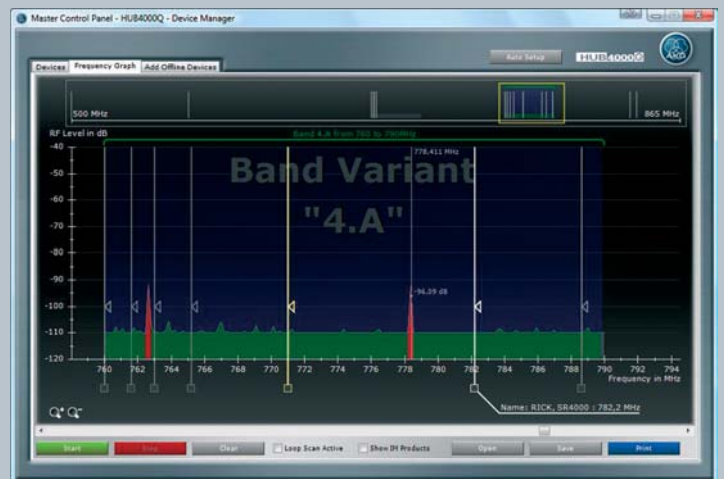 Master Control Panel - HUB4000Q - Device Manager
Auto Setup HUB4000Q AKG
Devices Frequency Graph Add Offline Devices
500 MHz 865 MHz
RF Level in dB Band 4.A from 760 to 790MHz
-40
778,411 MHz
Band Variant
"4.A"
-50
-60
-70
-80
-90
-96.89 dB
-100
-110
-120
760 762 764 766 768 770 772 774 776 778 780 782 784 786 788 790 792 794
Frequency in MHz
Name: RICK, SR4000 : 782,2 MHz
Start Stop Clear Loop Scan Active Show IM Products Open Save Print